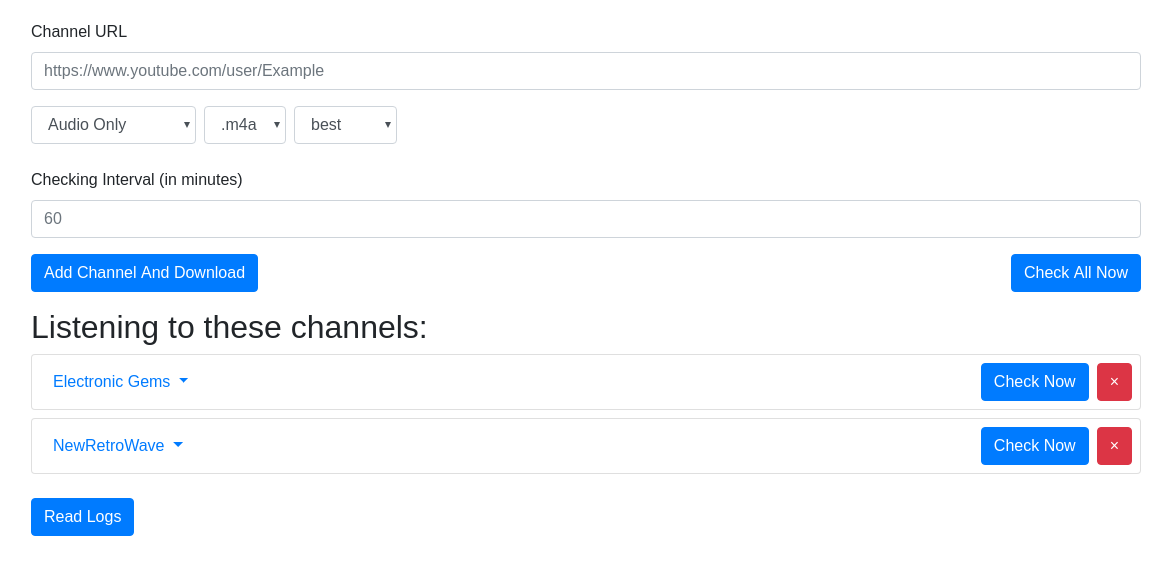 Channel URL
https://www.youtube.com/user/Example
Audio Only .m4a best
Checking Interval (in minutes)
60
Add Channel And Download Check All Now
Listening to these channels:
Electronic Gems Check Now ×
NewRetroWave Check Now ×
Read Logs